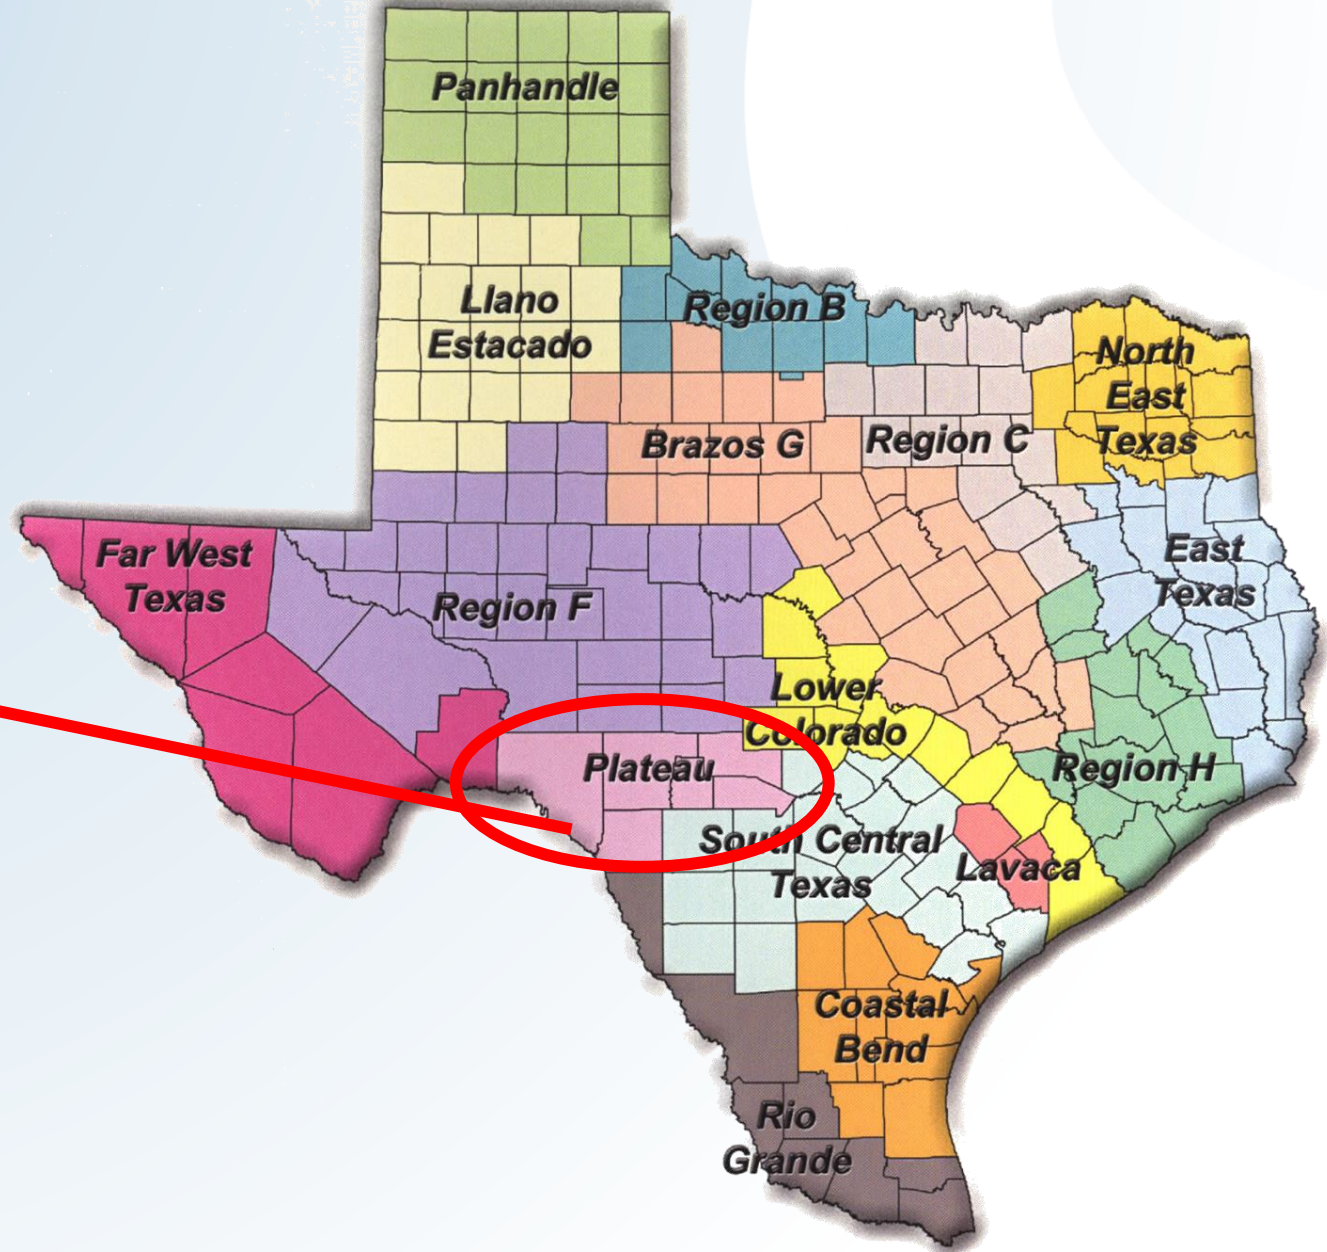 Panhandle
Llano
Estacado
Region B
North
East
Texas
Brazos G
Region C
Far West
Texas
Region F
East
Texas
Lower
Colorado
Plateau
Region H
South Central
Texas
Lavaca
Coastal
Bend
Rio
Grande